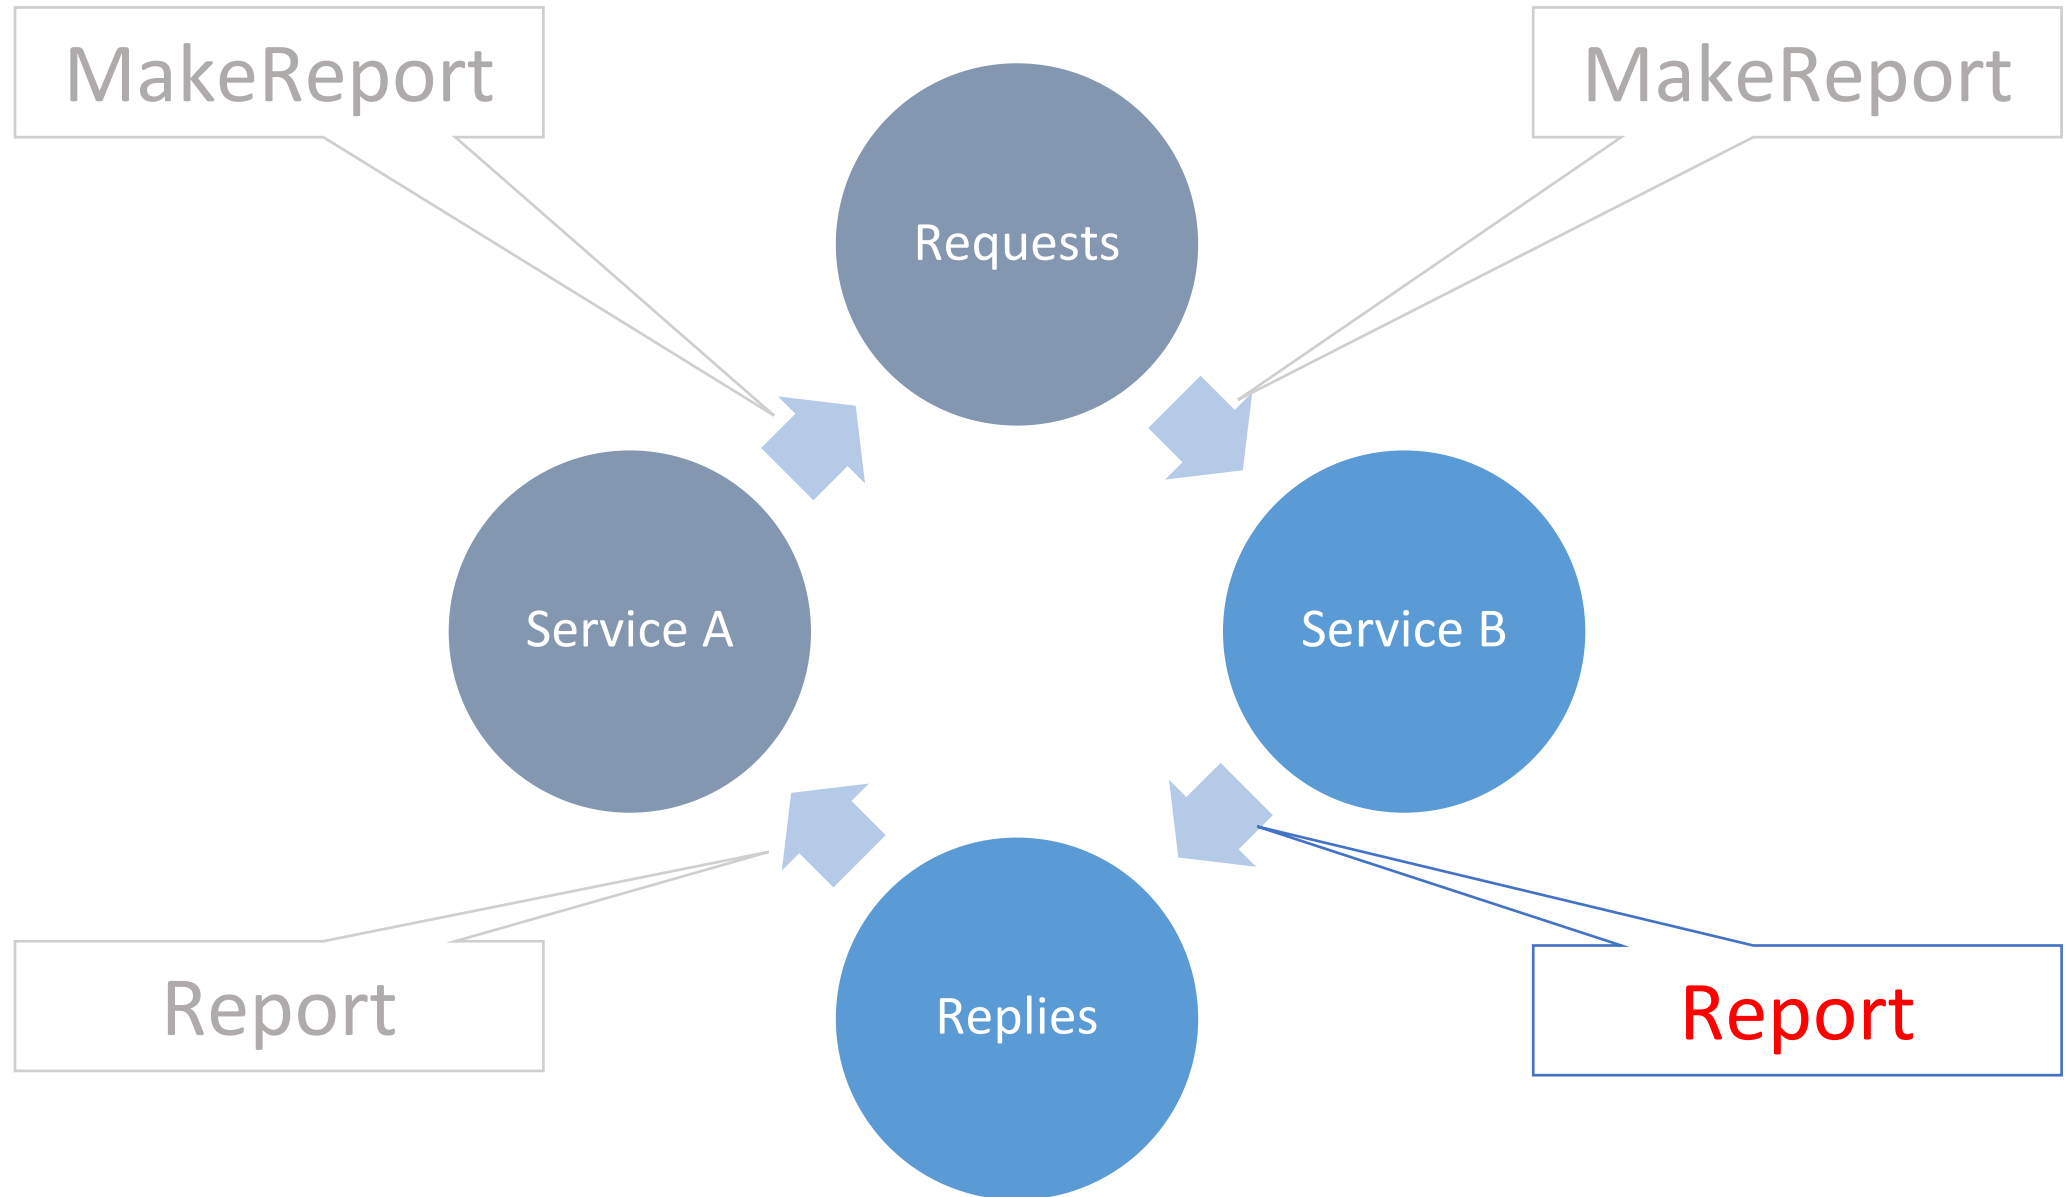 MakeReport
MakeReport
Requests
Service A
Service B
Report
Replies
Report